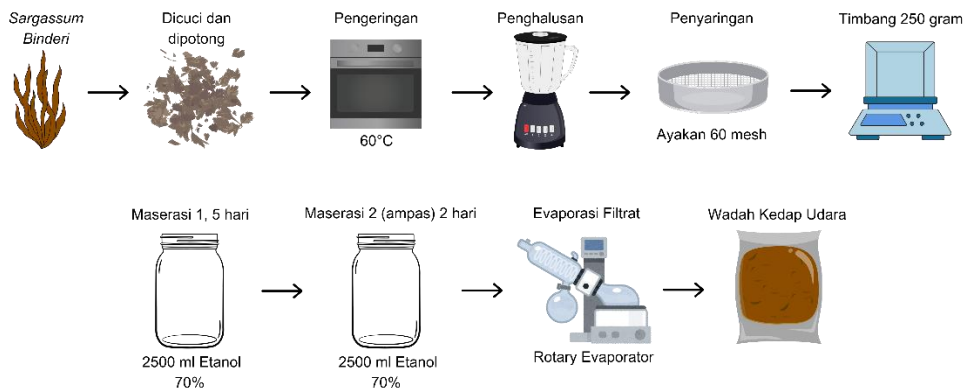 Sargassum
Binderi
Dicuci dan
dipotong
Pengeringan
60°C
Penghalusan
Penyaringan
Ayakan 60 mesh
Timbang 250 gram
Maserasi 1, 5 hari
2500 ml Etanol
70%
Maserasi 2 (ampas) 2 hari
2500 ml Etanol
70%
Evaporasi Filtrat
Rotary Evaporator
Wadah Kedap Udara